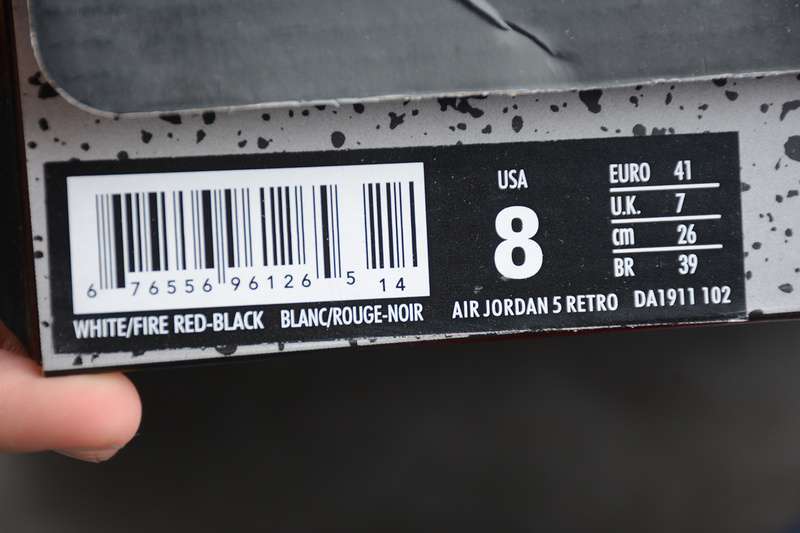 6 76556 96126 5 14
WHITE/FIRE RED-BLACK BLANC/ROUGE-NOIR
USA
8
AIR JORDAN 5 RETRO DA1911 102
EURO 41
U.K. 7
cm 26
BR 39